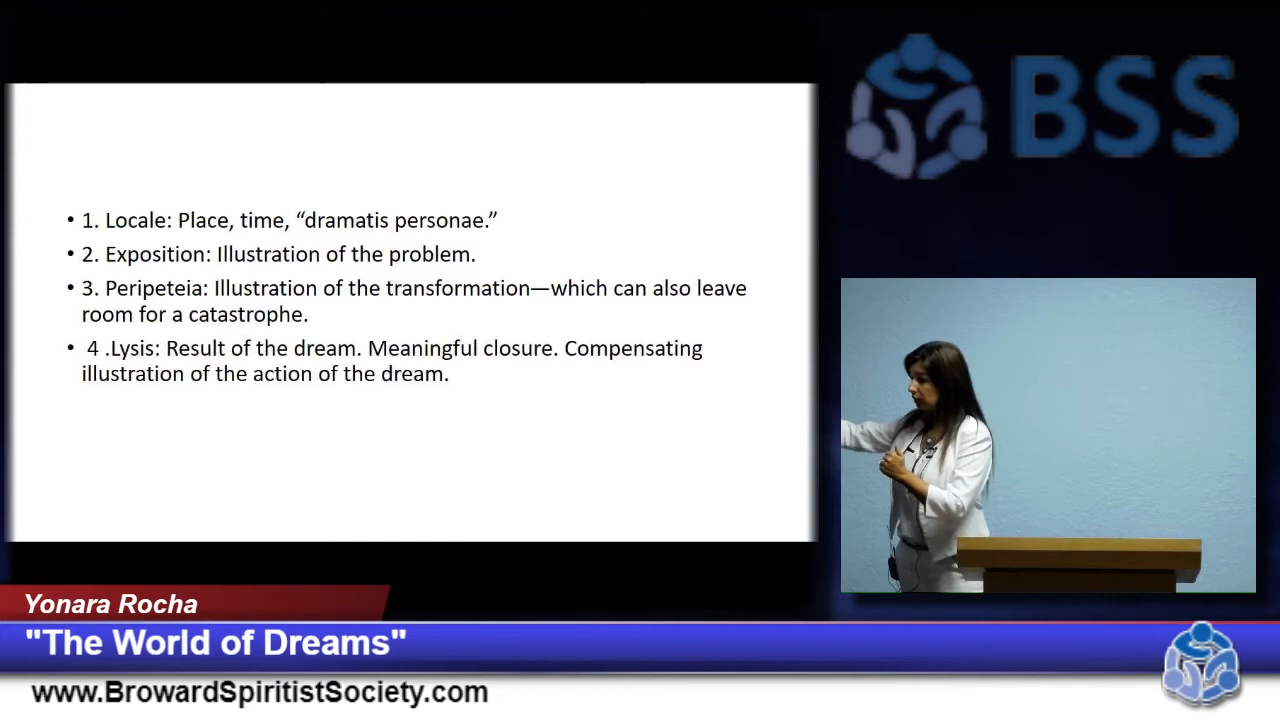 BSS
• 1. Locale: Place, time, “dramatis personae.”
• 2. Exposition: Illustration of the problem.
• 3. Peripeteia: Illustration of the transformation—which can also leave
room for a catastrophe.
• 4 .Lysis: Result of the dream. Meaningful closure. Compensating
illustration of the action of the dream.
Yonara Rocha
"The World of Dreams"
www.BrowardSpiritistSociety.com